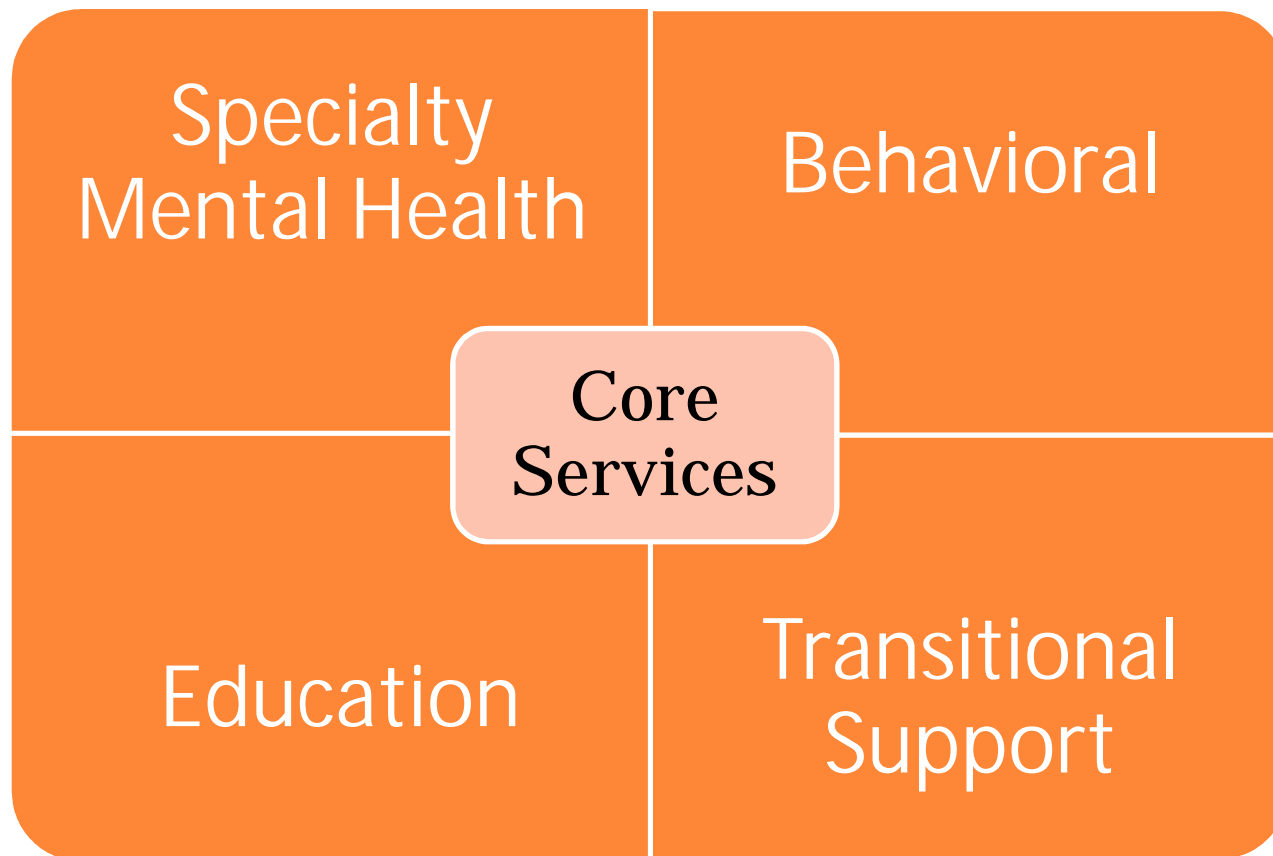 Specialty
Mental Health
Behavioral
Core
Services
Education
Transitional
Support